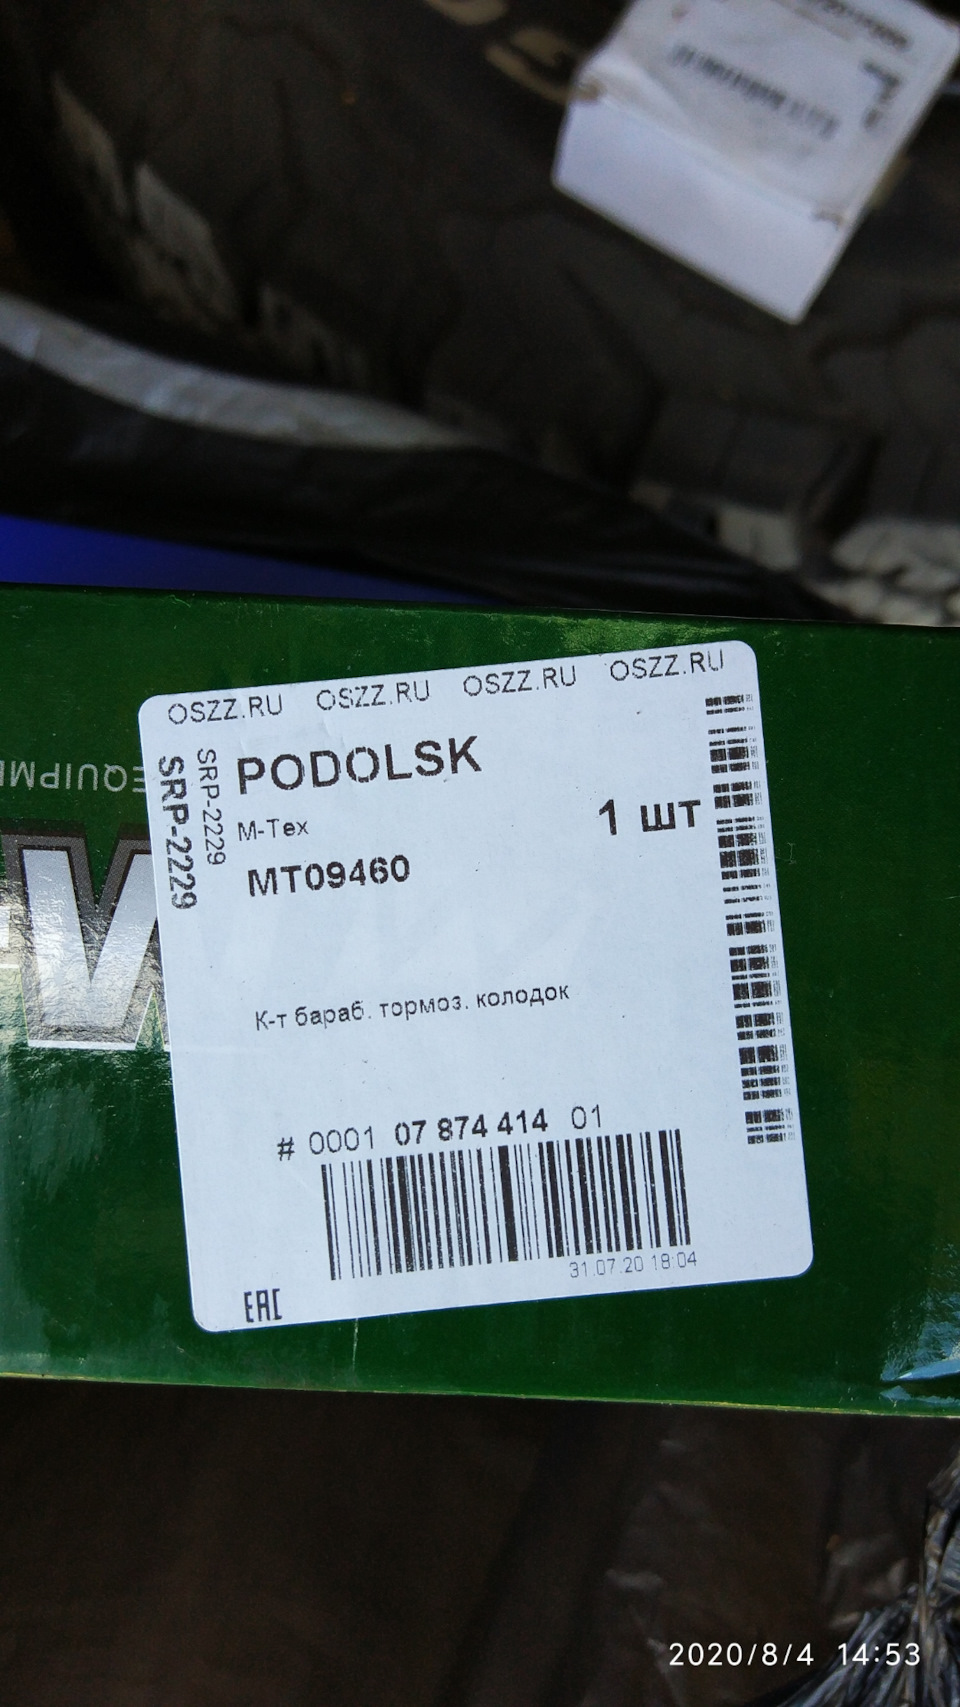 OSZZ.RU OSZZ.RU OSZZ.RU OSZZ.RU
SRP-2229
SRP-2229
PODOLSK
М-Тех
1 шт
MT09460
К-т бараб. тормоз. колодок
# 0001 07 874 414 01
31.07.20 18:04
EAC
2020/8/4 14:53